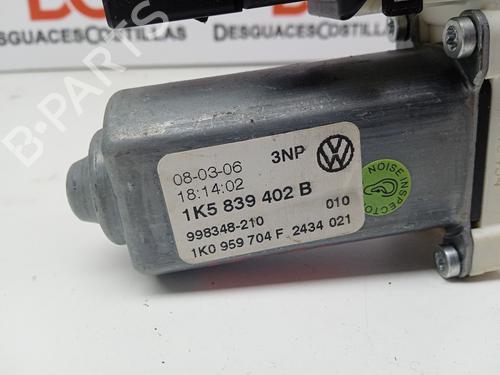 DESGUACESCOSTILLAS
DESGUACESCOSTILLAS
B-PARTS
08-03-06
3NP
18:14:02
1K5 839 402 B
998348-210
010
1K0 959 704 F 2434 021
NOISE INSPECTO